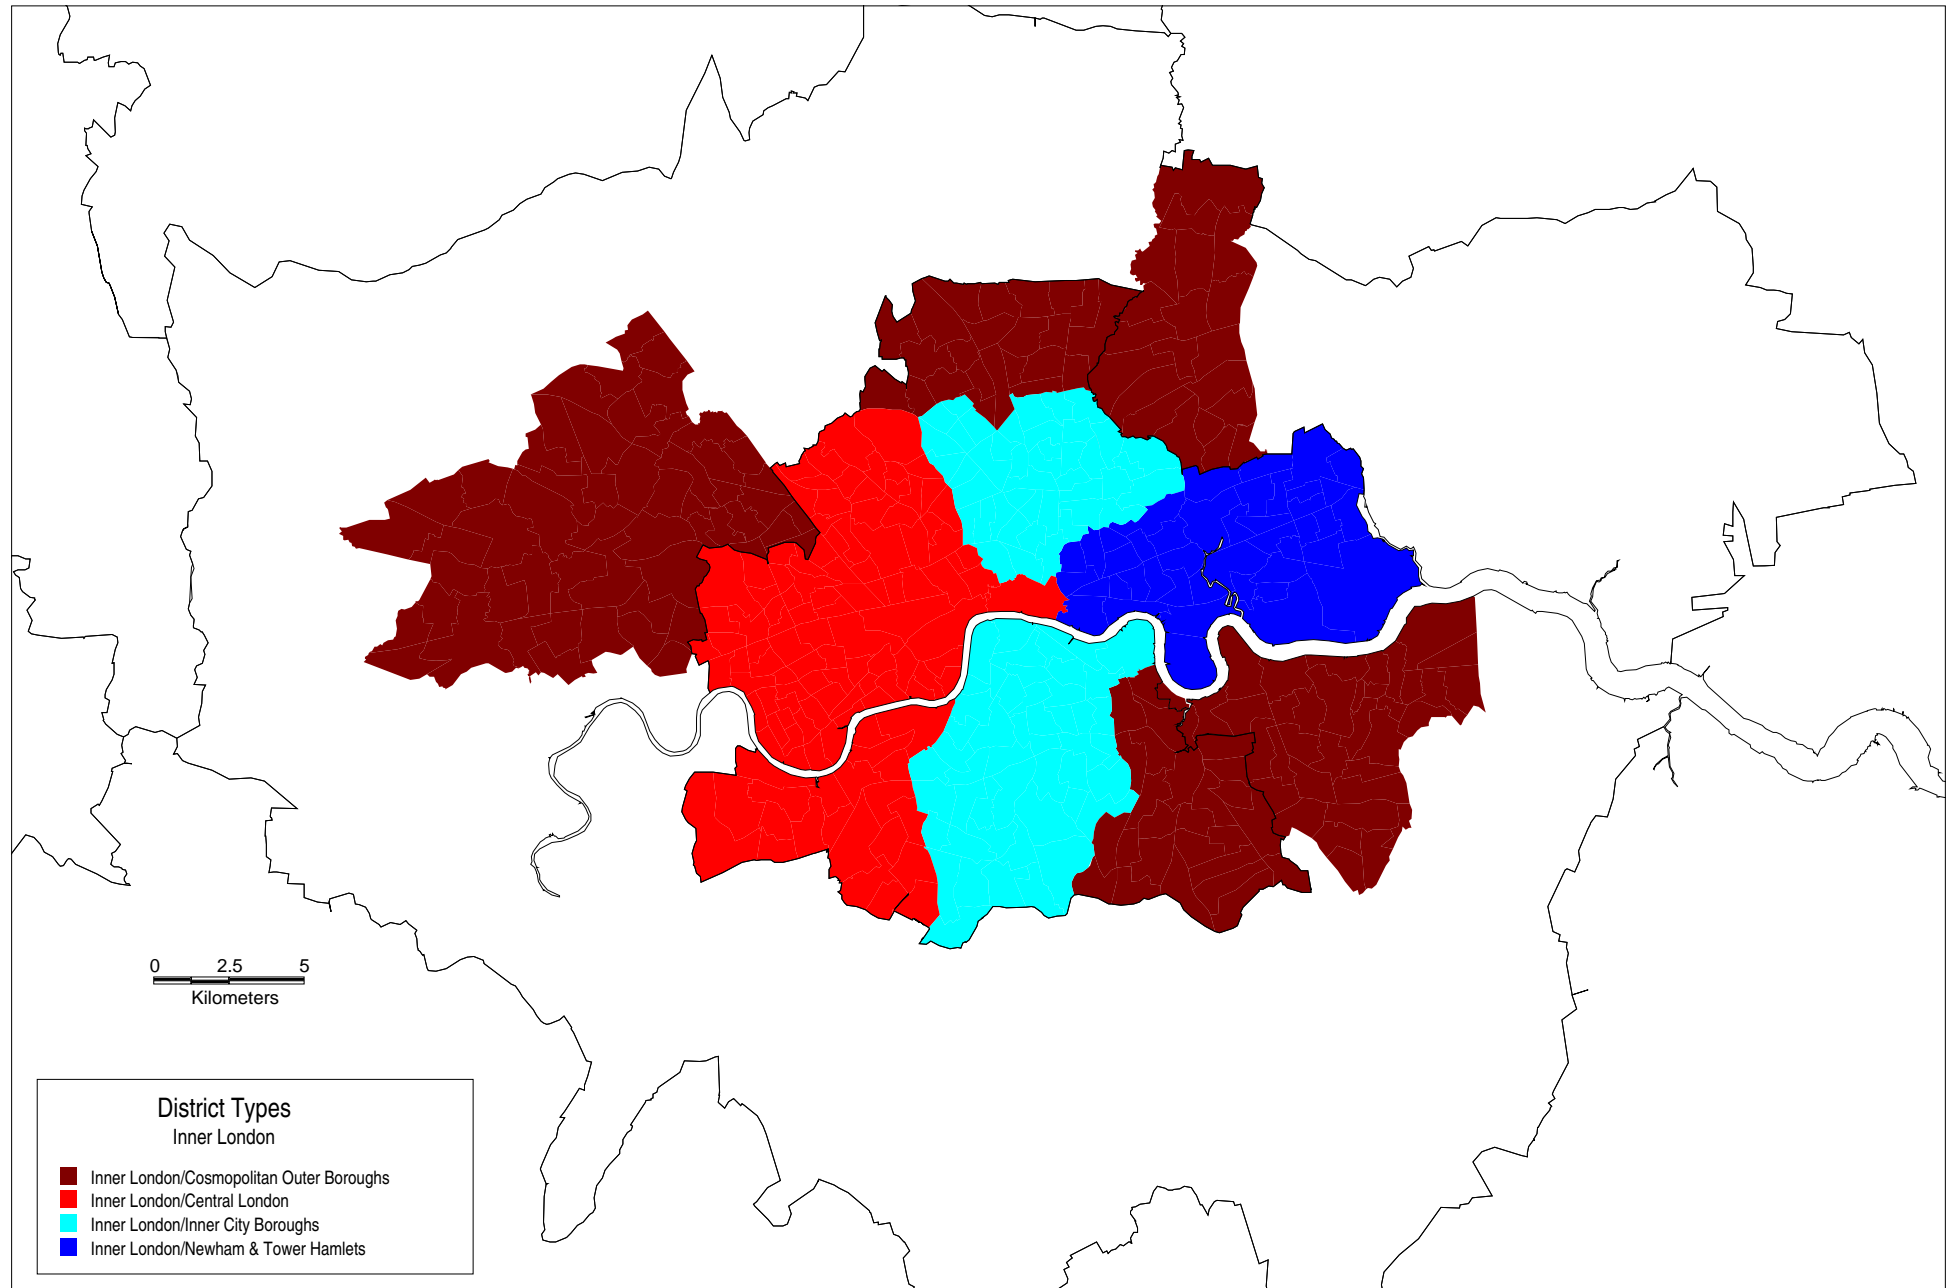 0 2.5 5
Kilometers
District Types
Inner London
Inner London/Cosmopolitan Outer Boroughs
Inner London/Central London
Inner London/Inner City Boroughs
Inner London/Newham & Tower Hamlets